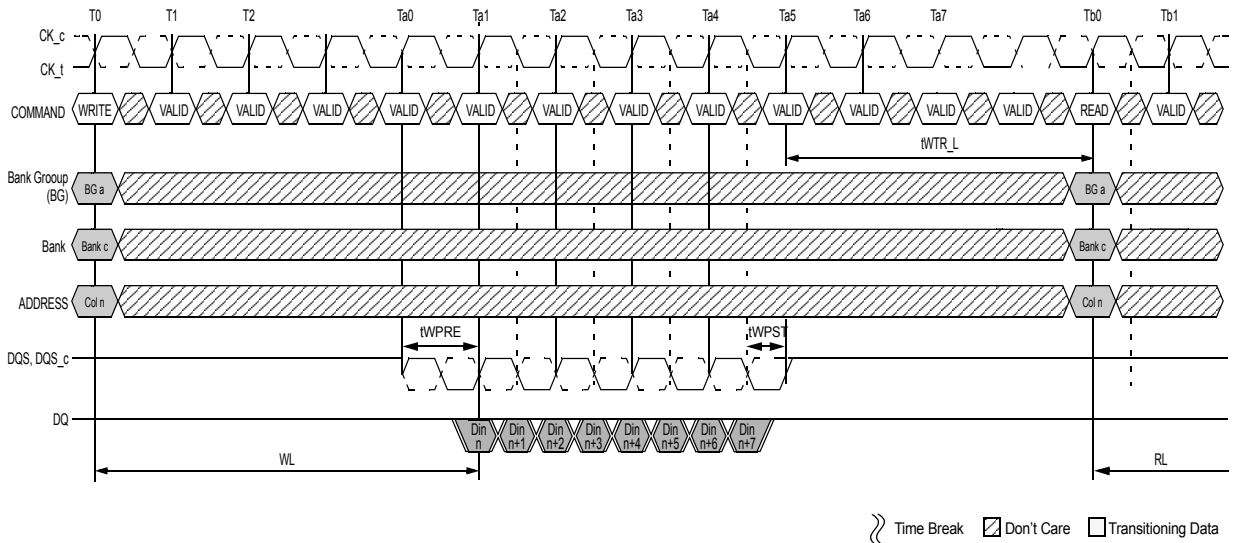 T0 T1 T2 Ta0 Ta1 Ta2 Ta3 Ta4 Ta5 Ta6 Ta7 Tb0 Tb1
CK_c
CK_t
COMMAND WRITE VALID VALID VALID VALID VALID VALID VALID VALID VALID VALID VALID VALID READ VALID
tWTR_L
Bank Grooup
(BG)
BG a BG a
Bank Bank c Bank c
ADDRESS Col n Col n
tWPRE tWPST
DQS, DQS_c
DQ
Din n Din n+1 Din n+2 Din n+3 Din n+4 Din n+5 Din n+6 Din n+7
WL RL
Time Break Don't Care Transitioning Data